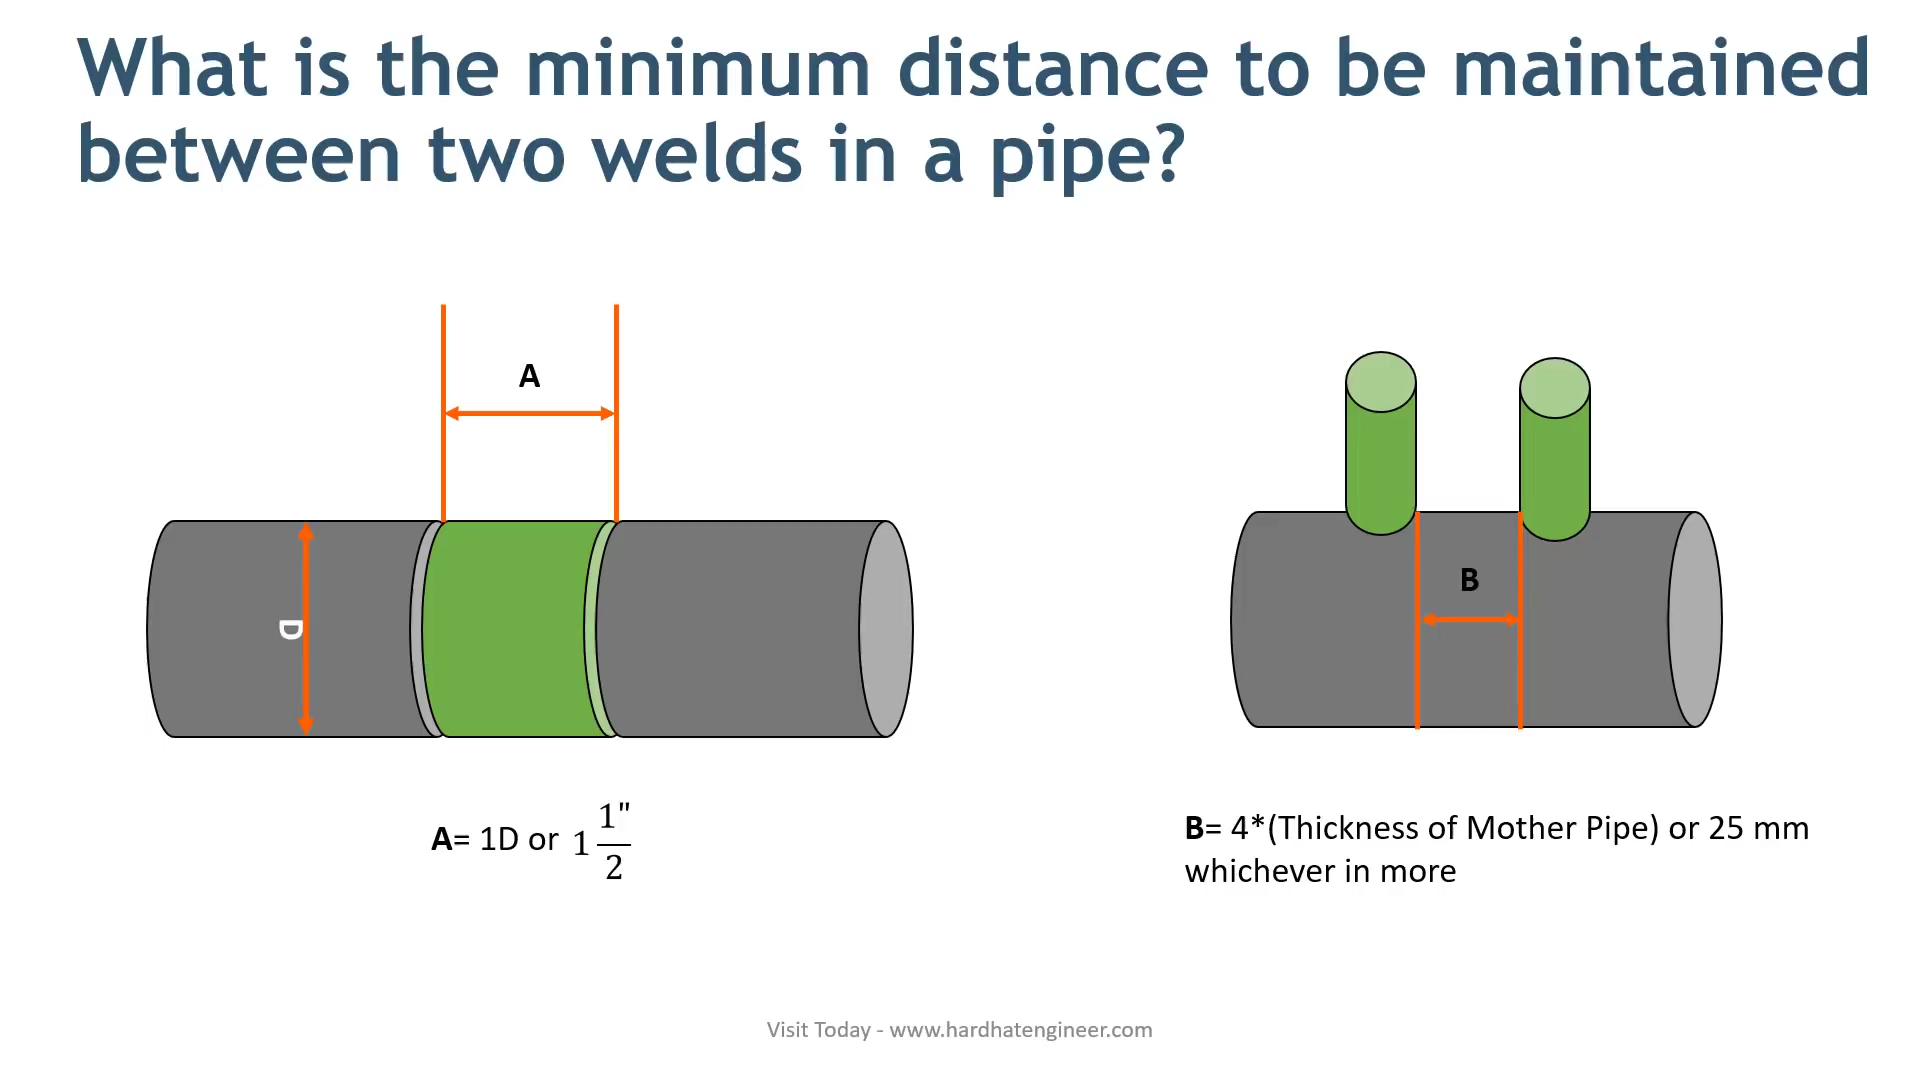 What is the minimum distance to be maintained
between two welds in a pipe?
A
D
B
A= 1D or 1 1"/2
B= 4*(Thickness of Mother Pipe) or 25 mm
whichever in more
Visit Today - www.hardhatengineer.com